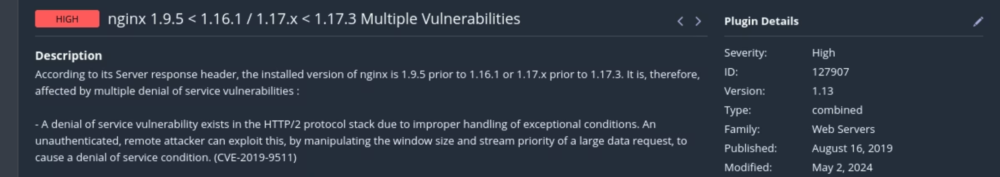 HIGH nginx 1.9.5 < 1.16.1 / 1.17.x < 1.17.3 Multiple Vulnerabilities
Description
According to its Server response header, the installed version of nginx is 1.9.5 prior to 1.16.1 or 1.17.x prior to 1.17.3. It is, therefore,
affected by multiple denial of service vulnerabilities :
- A denial of service vulnerability exists in the HTTP/2 protocol stack due to improper handling of exceptional conditions. An
unauthenticated, remote attacker can exploit this, by manipulating the window size and stream priority of a large data request, to
cause a denial of service condition. (CVE-2019-9511)
Plugin Details
Severity: High
ID: 127907
Version: 1.13
Type: combined
Family: Web Servers
Published: August 16, 2019
Modified: May 2, 2024